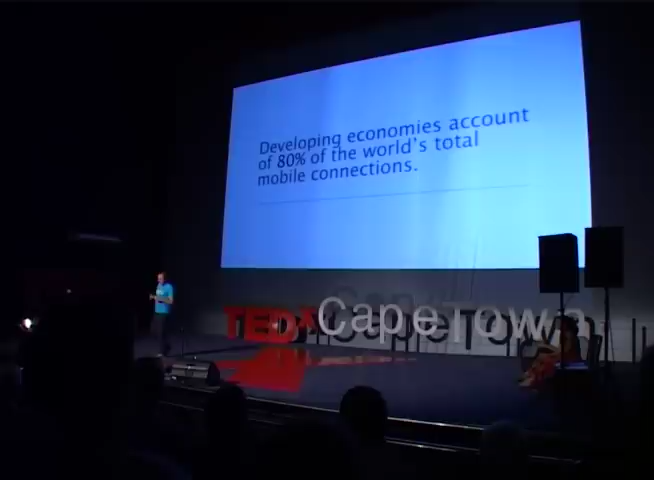 Developing economies account
of 80% of the world's total
mobile connections.
TEDx CapeTown